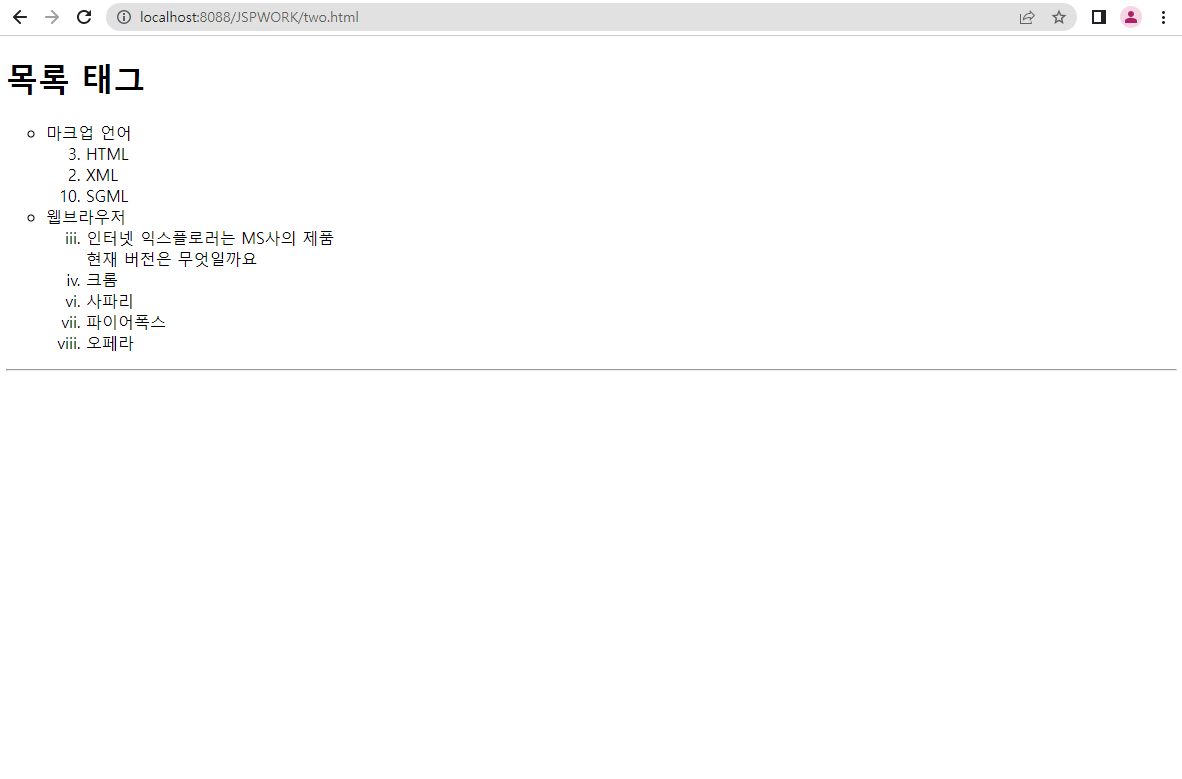 localhost:8088/JSPWORK/two.html
목록 태그
마크업 언어
3. HTML
2. XML
10. SGML
웹브라우저
iii. 인터넷 익스플로러는 MS사의 제품
현재 버전은 무엇일까요
iv. 크롬
vi. 사파리
vii. 파이어폭스
viii. 오페라